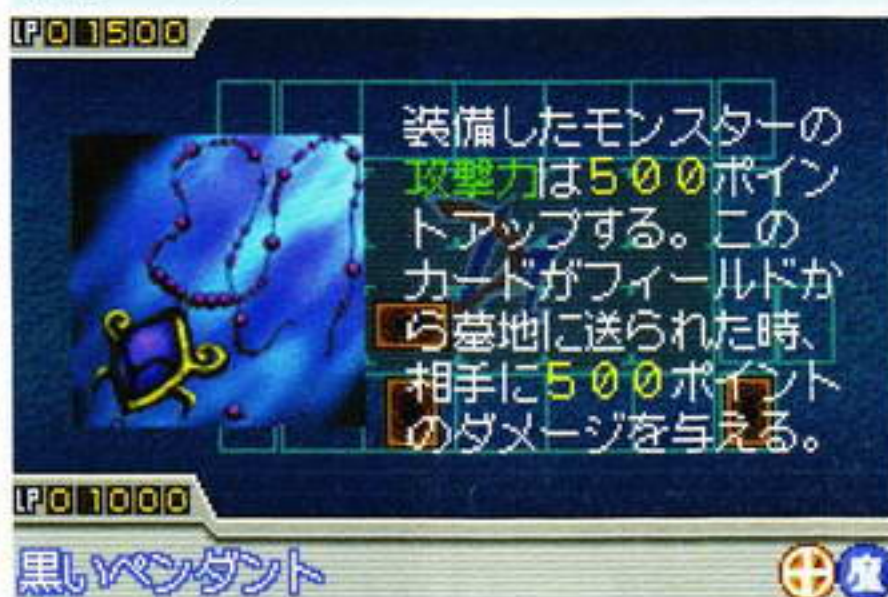 LP01500
装備したモンスターの
攻撃力は500ポイン
トアップする。この
カードがフィールドか
ら墓地に送られた時、
相手に500ポイント
のダメージを与える。
LP01000
黒いペンダント 魔